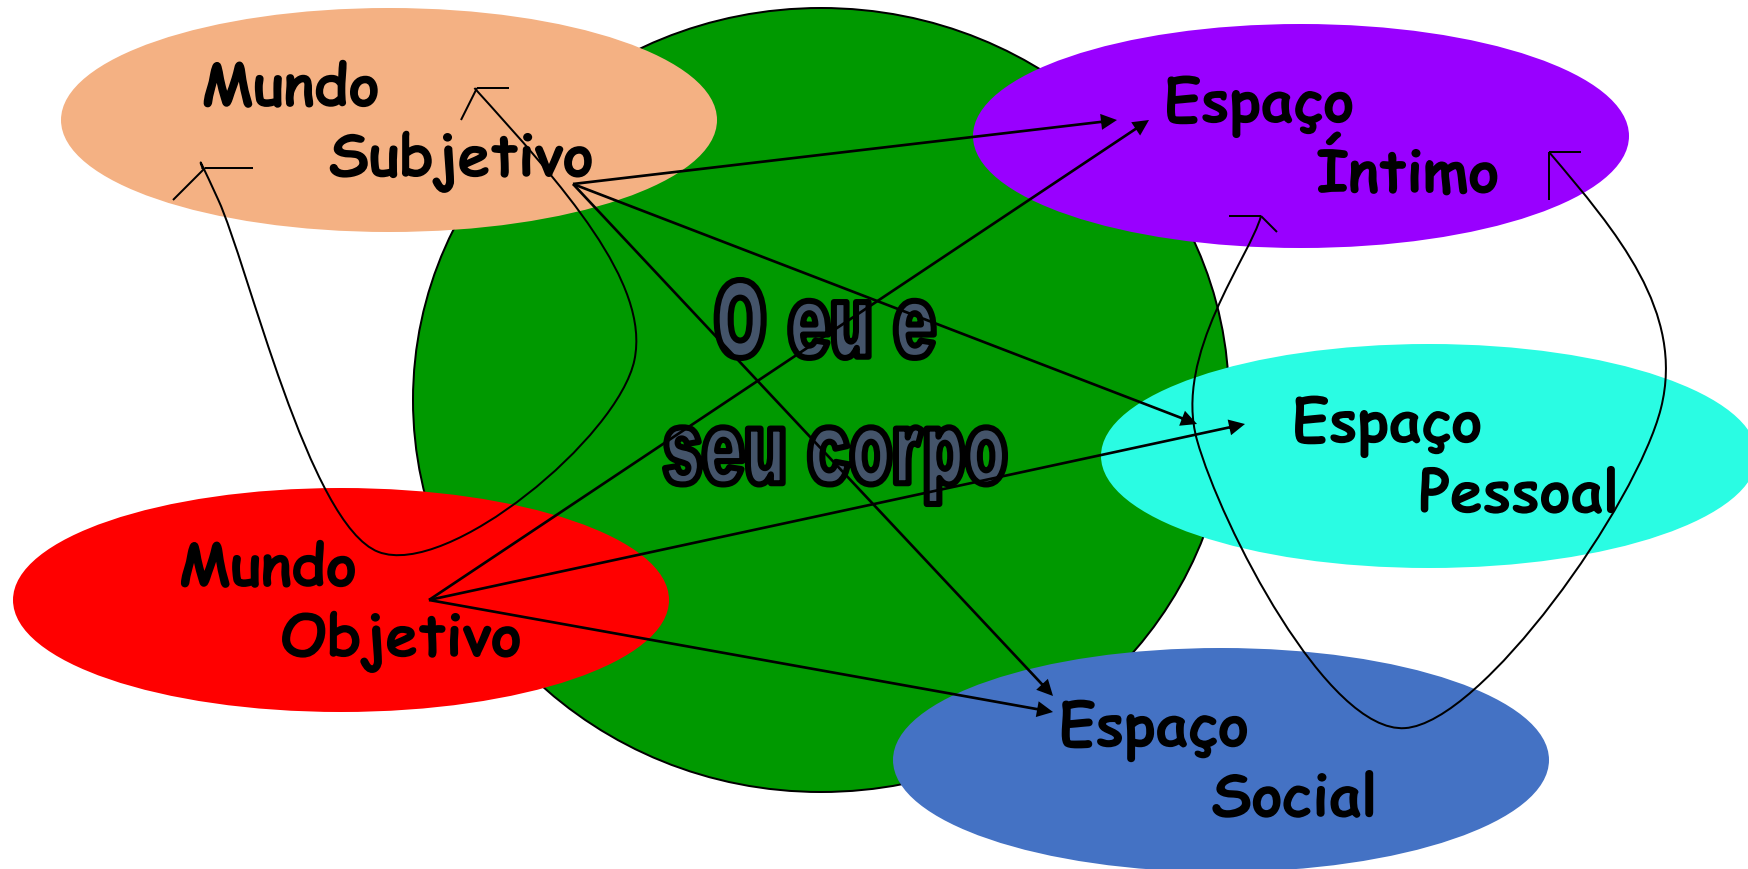 Mundo
Subjetivo
Espaço
Íntimo
O eu e
seu corpo
Espaço
Pessoal
Mundo
Objetivo
Espaço
Social